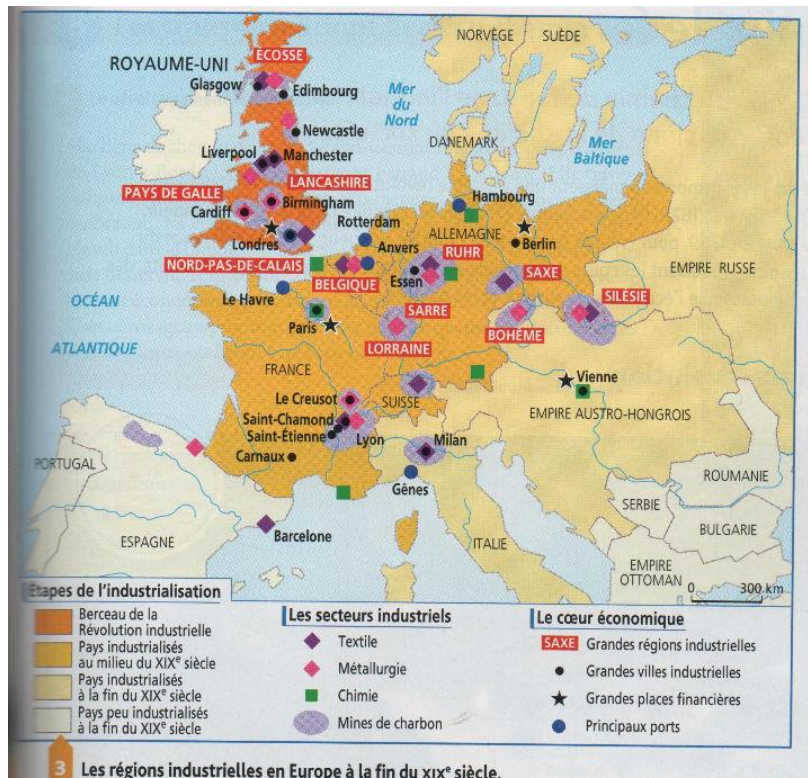 NORVÈGE
SUÈDE
ÉCOSSE
ROYAUME-UNI
Glasgow
Edimbourg
Mer
du
Nord
Newcastle
DANEMARK
Mer
Baltique
Liverpool
Manchester
PAYS DE GALLE
LANCASHIRE
Birmingham
Hambourg
Cardiff
Rotterdam
ALLEMAGNE
Londres
Anvers
RUHR
Berlin
NORD-PAS-DE-CALAIS
Essen
SAXE
EMPIRE RUSSE
BELGIQUE
OCÉAN
Le Havre
SARRE
SILÉSIE
Paris
BOHÊME
ATLANTIQUE
LORRAINE
FRANCE
Vienne
Le Creusot
SUISSE
EMPIRE AUSTRO-HONGROIS
Saint-Chamond
Saint-Étienne
Lyon
Milan
Carnaux
PORTUGAL
ROUMANIE
Gênes
SERBIE
Barcelone
BULGARIE
ESPAGNE
ITALIE
EMPIRE
OTTOMAN
0 300 km
Étapes de l'industrialisation
Berceau de la
Révolution industrielle
Pays industrialisés
au milieu du XIXe siècle
Pays industrialisés
à la fin du XIXe siècle
Pays peu industrialisés
à la fin du XIXe siècle
Les secteurs industriels
Textile
Métallurgie
Chimie
Mines de charbon
Le cœur économique
SAXE Grandes régions industrielles
Grandes villes industrielles
Grandes places financières
Principaux ports
3 Les régions industrielles en Europe à la fin du XIXe siècle.